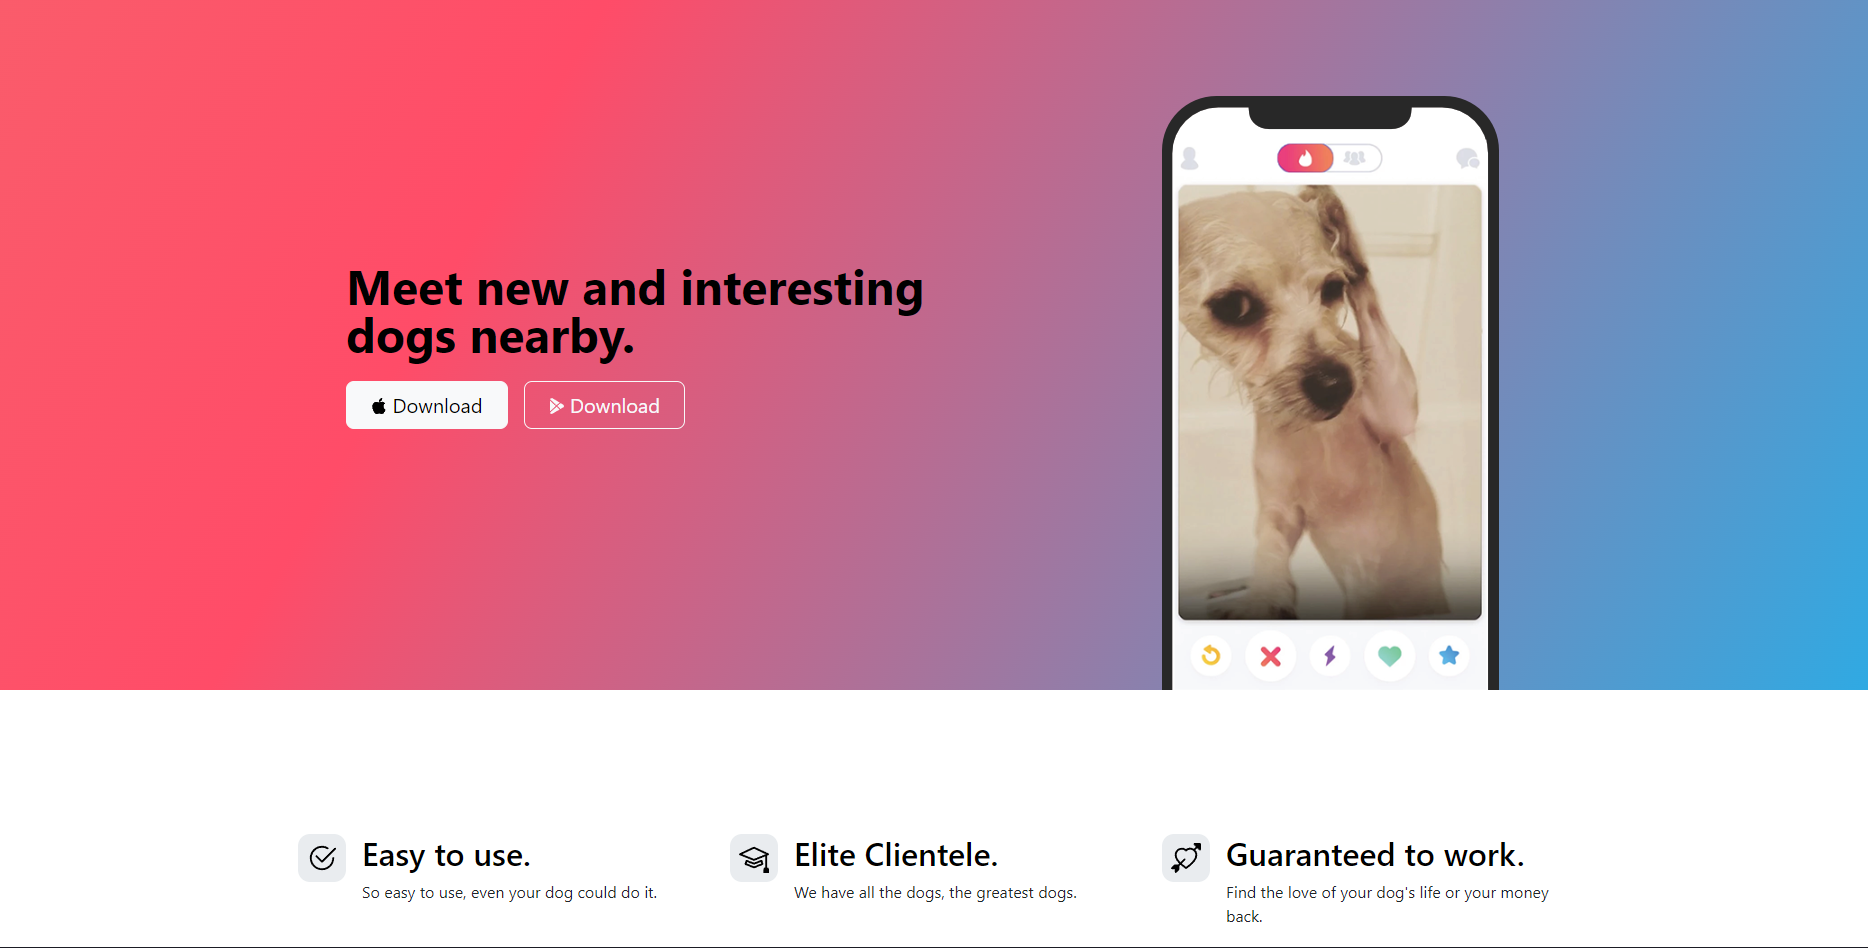 Meet new and interesting
dogs nearby.
Download
Download
Easy to use.
So easy to use, even your dog could do it.
Elite Clientele.
We have all the dogs, the greatest dogs.
Guaranteed to work.
Find the love of your dog's life or your money
back.